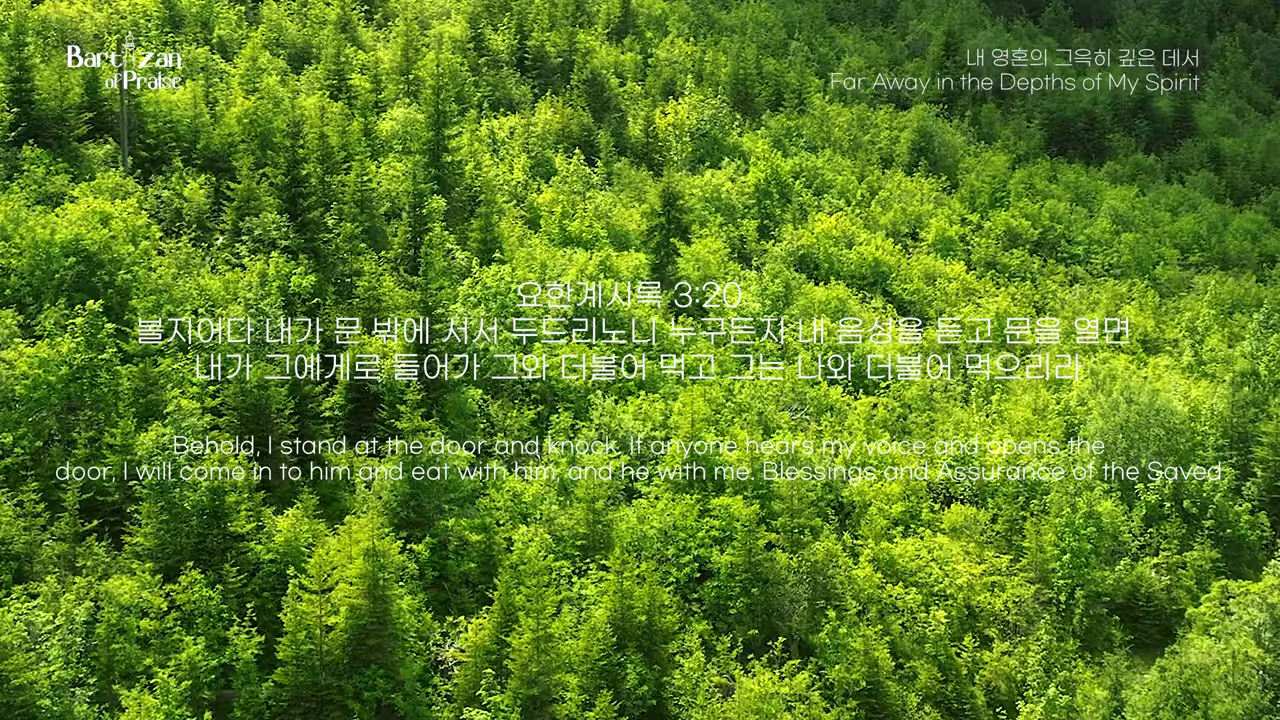 Bartizan
of Praise
내 영혼의 그윽히 깊은 데서
Far Away in the Depths of My Spirit
요한계시록 3:20
볼지어다 내가 문 밖에 서서 두드리노니 누구든지 내 음성을 듣고 문을 열면
내가 그에게로 들어가 그와 더불어 먹고 그는 나와 더불어 먹으리라
Behold, I stand at the door and knock. If anyone hears my voice and opens the
door, I will come in to him and eat with him, and he with me. Blessings and Assurance of the Saved